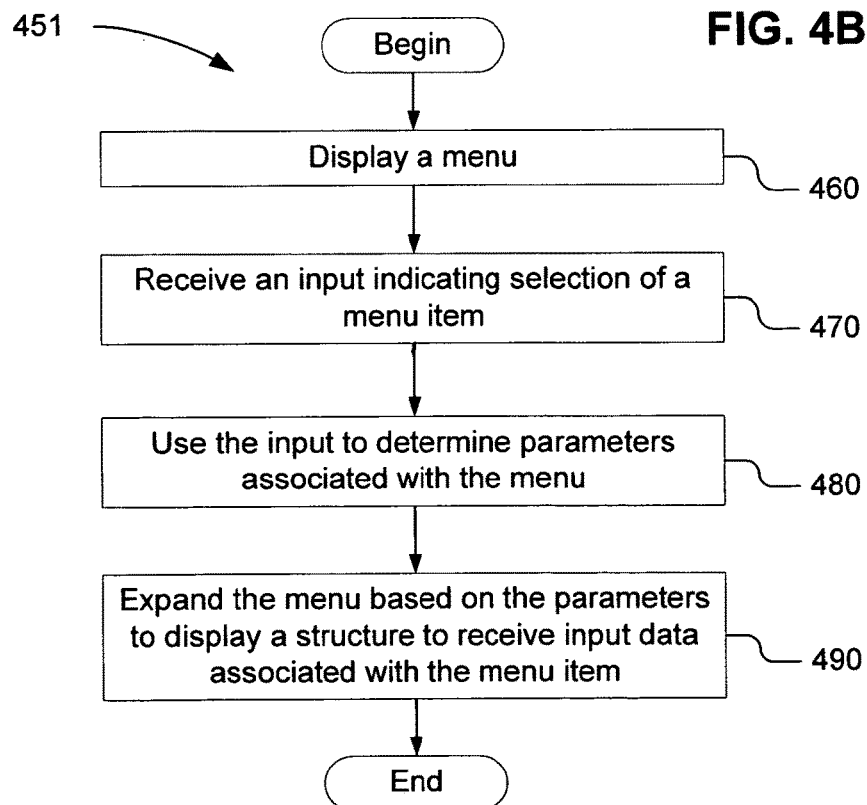 451
FIG. 4B
Begin
Display a menu
460
Receive an input indicating selection of a
menu item
470
Use the input to determine parameters
associated with the menu
480
Expand the menu based on the parameters
to display a structure to receive input data
associated with the menu item
490
End